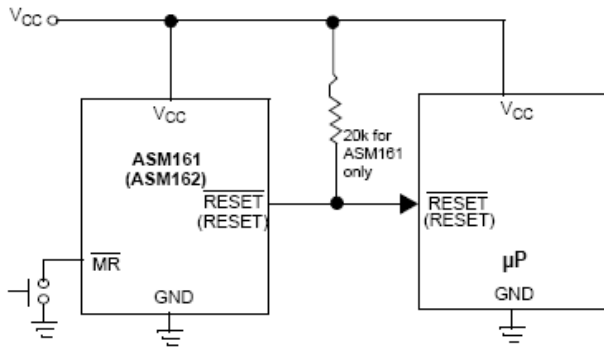 VCC
VCC
ASM161
(ASM162)
RESET
(RESET)
MR
GND
20k for
ASM161
only
VCC
RESET
(RESET)
µP
GND